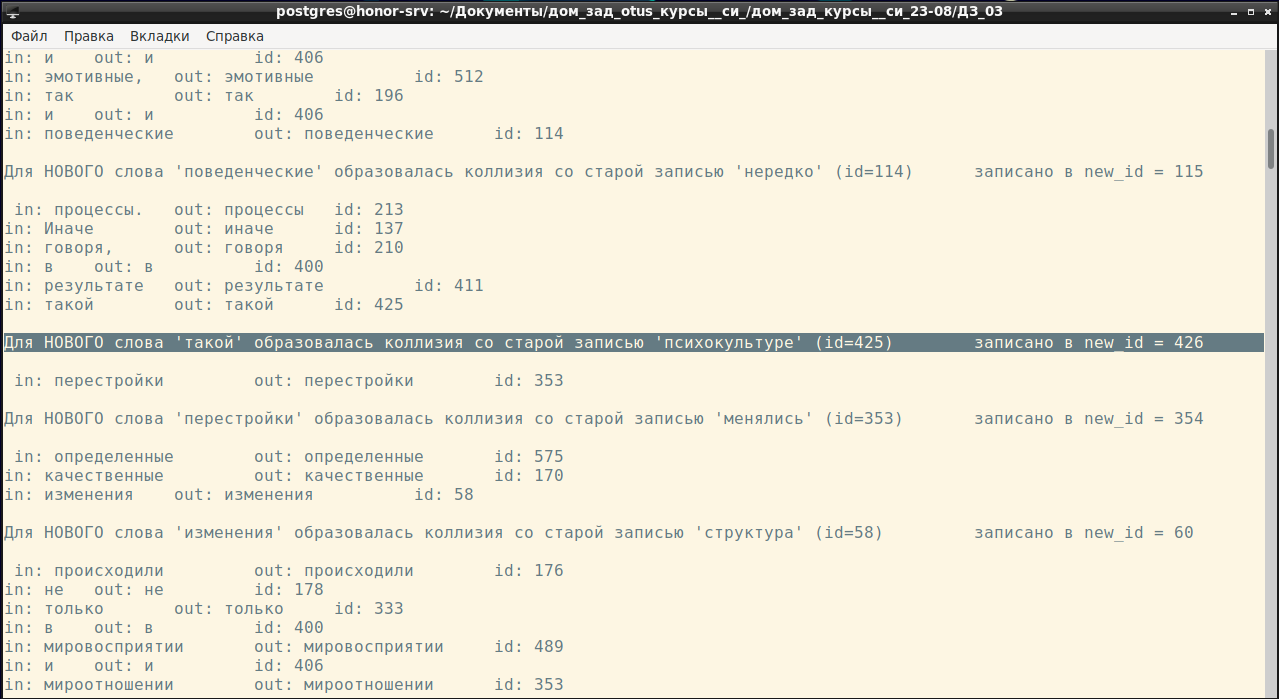 postgres@honor-srv: ~/Документы/дом_зад_otus_курсы__си_/дом_зад_курсы__си_23-08/ДЗ_03
Файл Правка Вкладки Справка
in: и out: и id: 406
in: эмотивные, out: эмотивные id: 512
in: так out: так id: 196
in: и out: и id: 406
in: поведенческие out: поведенческие id: 114
Для НОВОГО слова 'поведенческие' образовалась коллизия со старой записью 'нередко' (id=114) записано в new_id = 115
in: процессы. out: процессы id: 213
in: Иначе out: иначе id: 137
in: говоря, out: говоря id: 210
in: в out: в id: 400
in: результате out: результате id: 411
in: такой out: такой id: 425
Для НОВОГО слова 'такой' образовалась коллизия со старой записью 'психокультуре' (id=425) записано в new_id = 426
in: перестройки out: перестройки id: 353
Для НОВОГО слова 'перестройки' образовалась коллизия со старой записью 'менялись' (id=353) записано в new_id = 354
in: определенные out: определенные id: 575
in: качественные out: качественные id: 170
in: изменения out: изменения id: 58
Для НОВОГО слова 'изменения' образовалась коллизия со старой записью 'структура' (id=58) записано в new_id = 60
in: происходили out: происходили id: 176
in: не out: не id: 178
in: только out: только id: 333
in: в out: в id: 400
in: мировосприятии out: мировосприятии id: 489
in: и out: и id: 406
in: мироотношении out: мироотношении id: 353